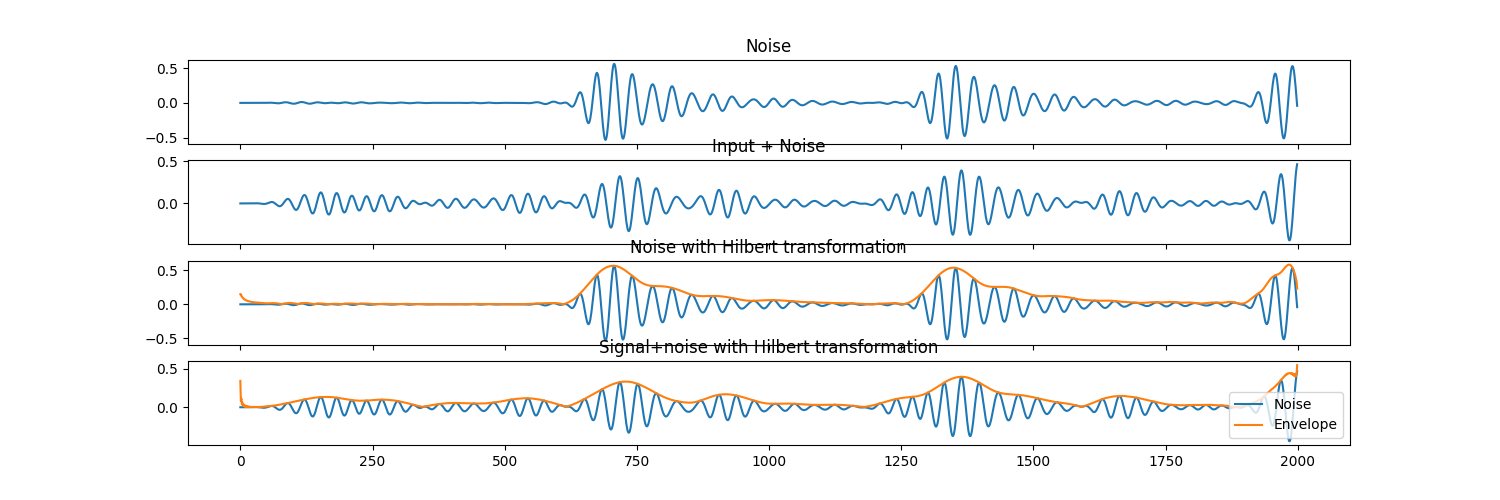 Noise
0.5
0.0
−0.5
Input + Noise
0.5
0.0
Noise with Hilbert transformation
0.5
0.0
−0.5
Signal+noise with Hilbert transformation
0.5
0.0
Noise
Envelope
0 250 500 750 1000 1250 1500 1750 2000